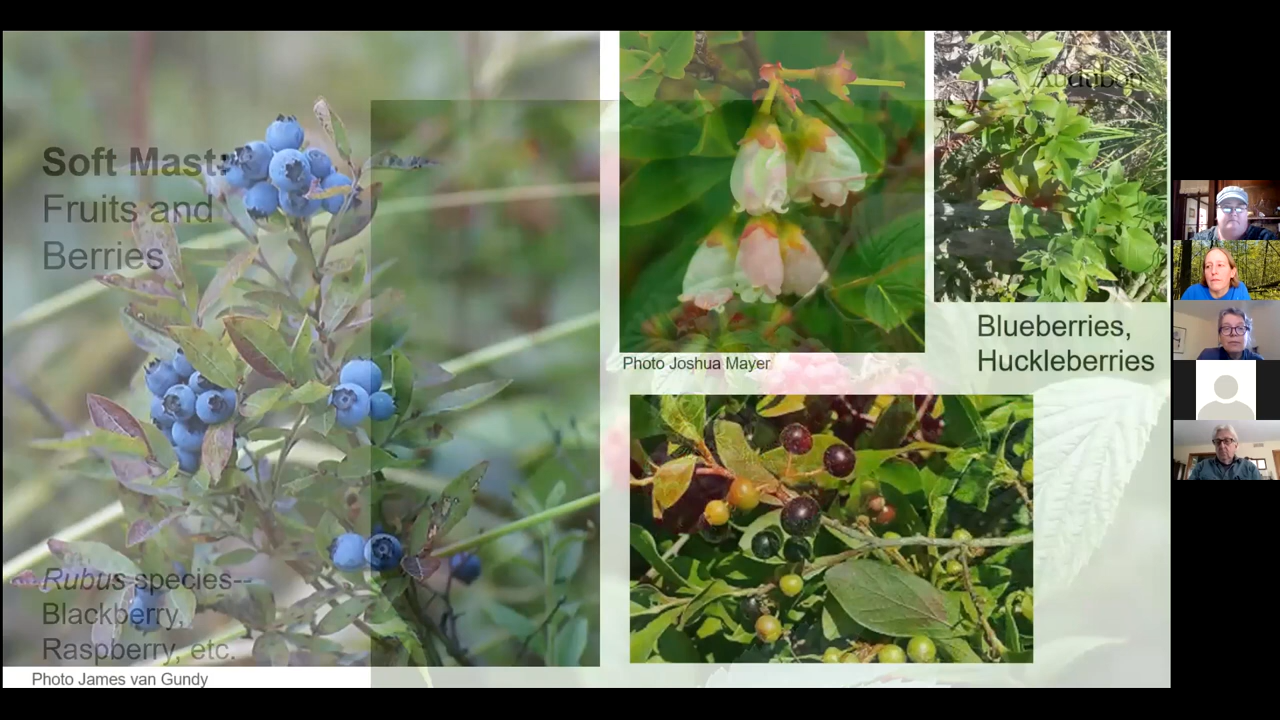 Soft Mast:
Fruits and
Berries
Audubon
Blueberries,
Huckleberries
Photo Joshua Mayer
Rubus species--
Blackberry,
Raspberry, etc.
Photo James van Gundy